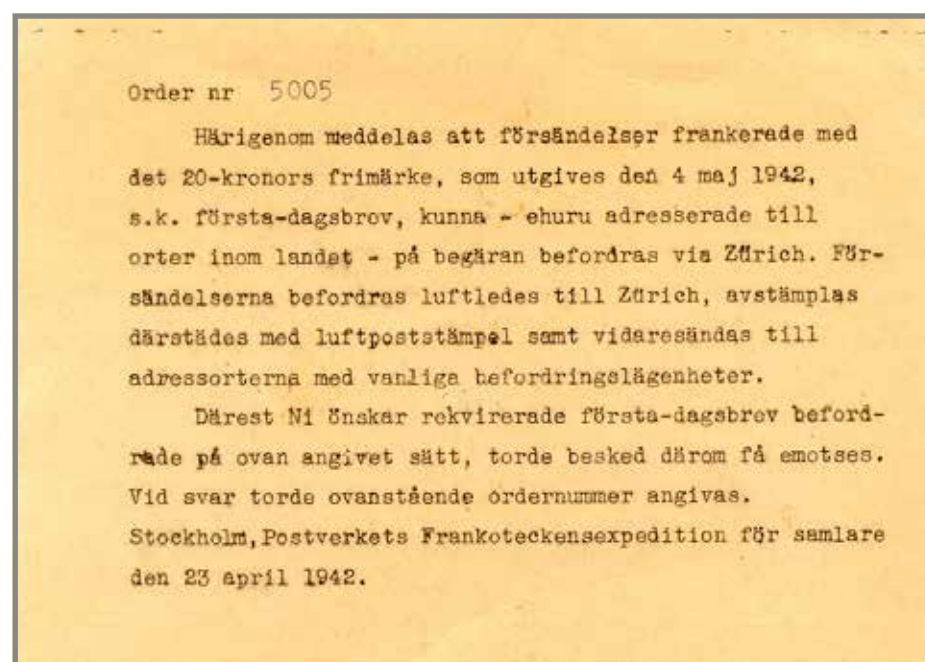 Order nr 5005
Härigenom meddelas att försändelser frankerade med
det 20-kronors frimärke, som utgives den 4 maj 1942,
s.k. första-dagsbrev, kunna - ehuru adresserade till
orter inom landet - på begäran befordras via Zürich. För-
sändelserna befordras luftledes till Zürich, avstämplas
därstädes med luftpoststämpel samt vidaresändas till
adressorterna med vanliga befordringslägenheter.
Därest Ni önskar rekvirerade första-dagsbrev beford-
rade på ovan angivet sätt, torde besked därom få emotses.
Vid svar torde ovanstående ordernummer angivas.
Stockholm, Postverkets Frankoteckensexpedition för samlare
den 23 april 1942.